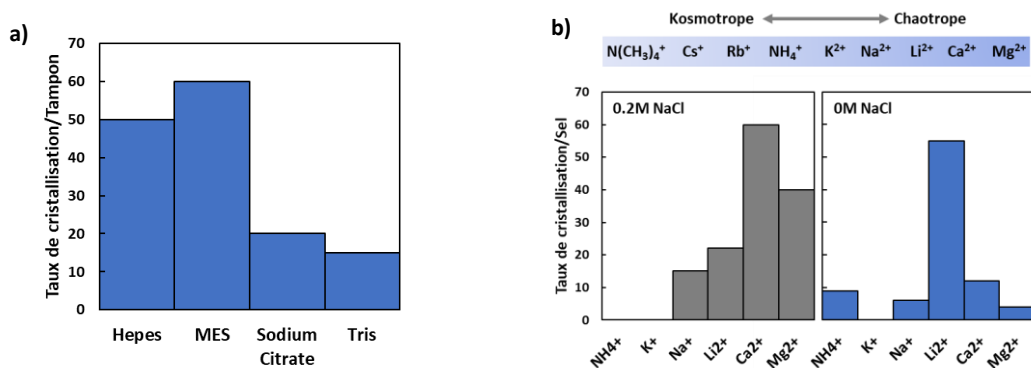 a)
Taux de cristallisation/Tampon
70
60
50
40
30
20
10
0
Hepes MES Sodium Citrate Tris
b)
Kosmotrope Chaotrope
N(CH3)4+ Cs+ Rb+ NH4+ K2+ Na2+ Li2+ Ca2+ Mg2+
Taux de cristallisation/Sel
70
60
50
40
30
20
10
0
0.2M NaCl 0M NaCl
NH4+ K+ Na+ Li2+ Ca2+ Mg2+ NH4+ K+ Na+ Li2+ Ca2+ Mg2+